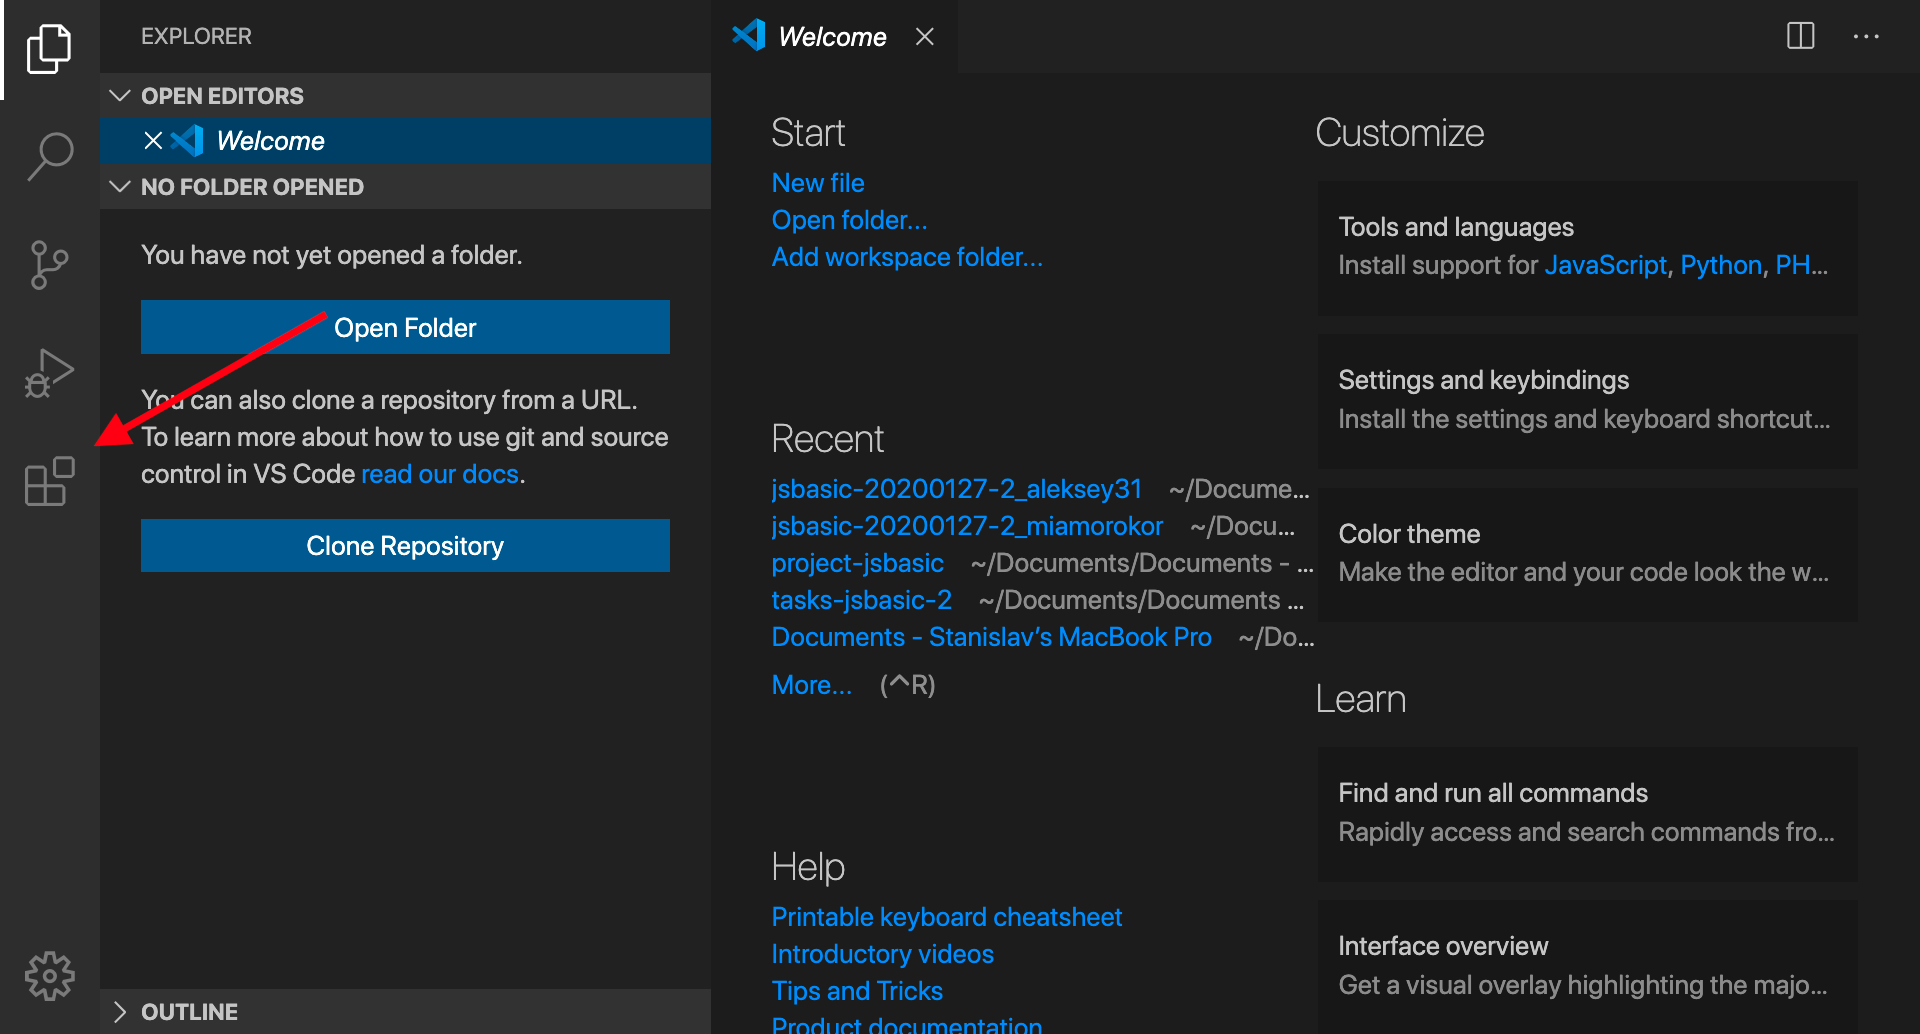 EXPLORER
OPEN EDITORS
Welcome
NO FOLDER OPENED
You have not yet opened a folder.
Open Folder
You can also clone a repository from a URL.
To learn more about how to use git and source
control in VS Code read our docs.
Clone Repository
OUTLINE
Welcome
Start
New file
Open folder...
Add workspace folder...
Recent
jsbasic-20200127-2_aleksey31 ~/Docume...
jsbasic-20200127-2_miamorokor ~/Docu...
project-jsbasic ~/Documents/Documents - ...
tasks-jsbasic-2 ~/Documents/Documents ...
Documents - Stanislav’s MacBook Pro ~/Do...
More... (^R)
Help
Printable keyboard cheatsheet
Introductory videos
Tips and Tricks
Product documentation
Customize
Tools and languages
Install support for JavaScript, Python, PH...
Settings and keybindings
Install the settings and keyboard shortcut...
Color theme
Make the editor and your code look the w...
Learn
Find and run all commands
Rapidly access and search commands fro...
Interface overview
Get a visual overlay highlighting the majo...